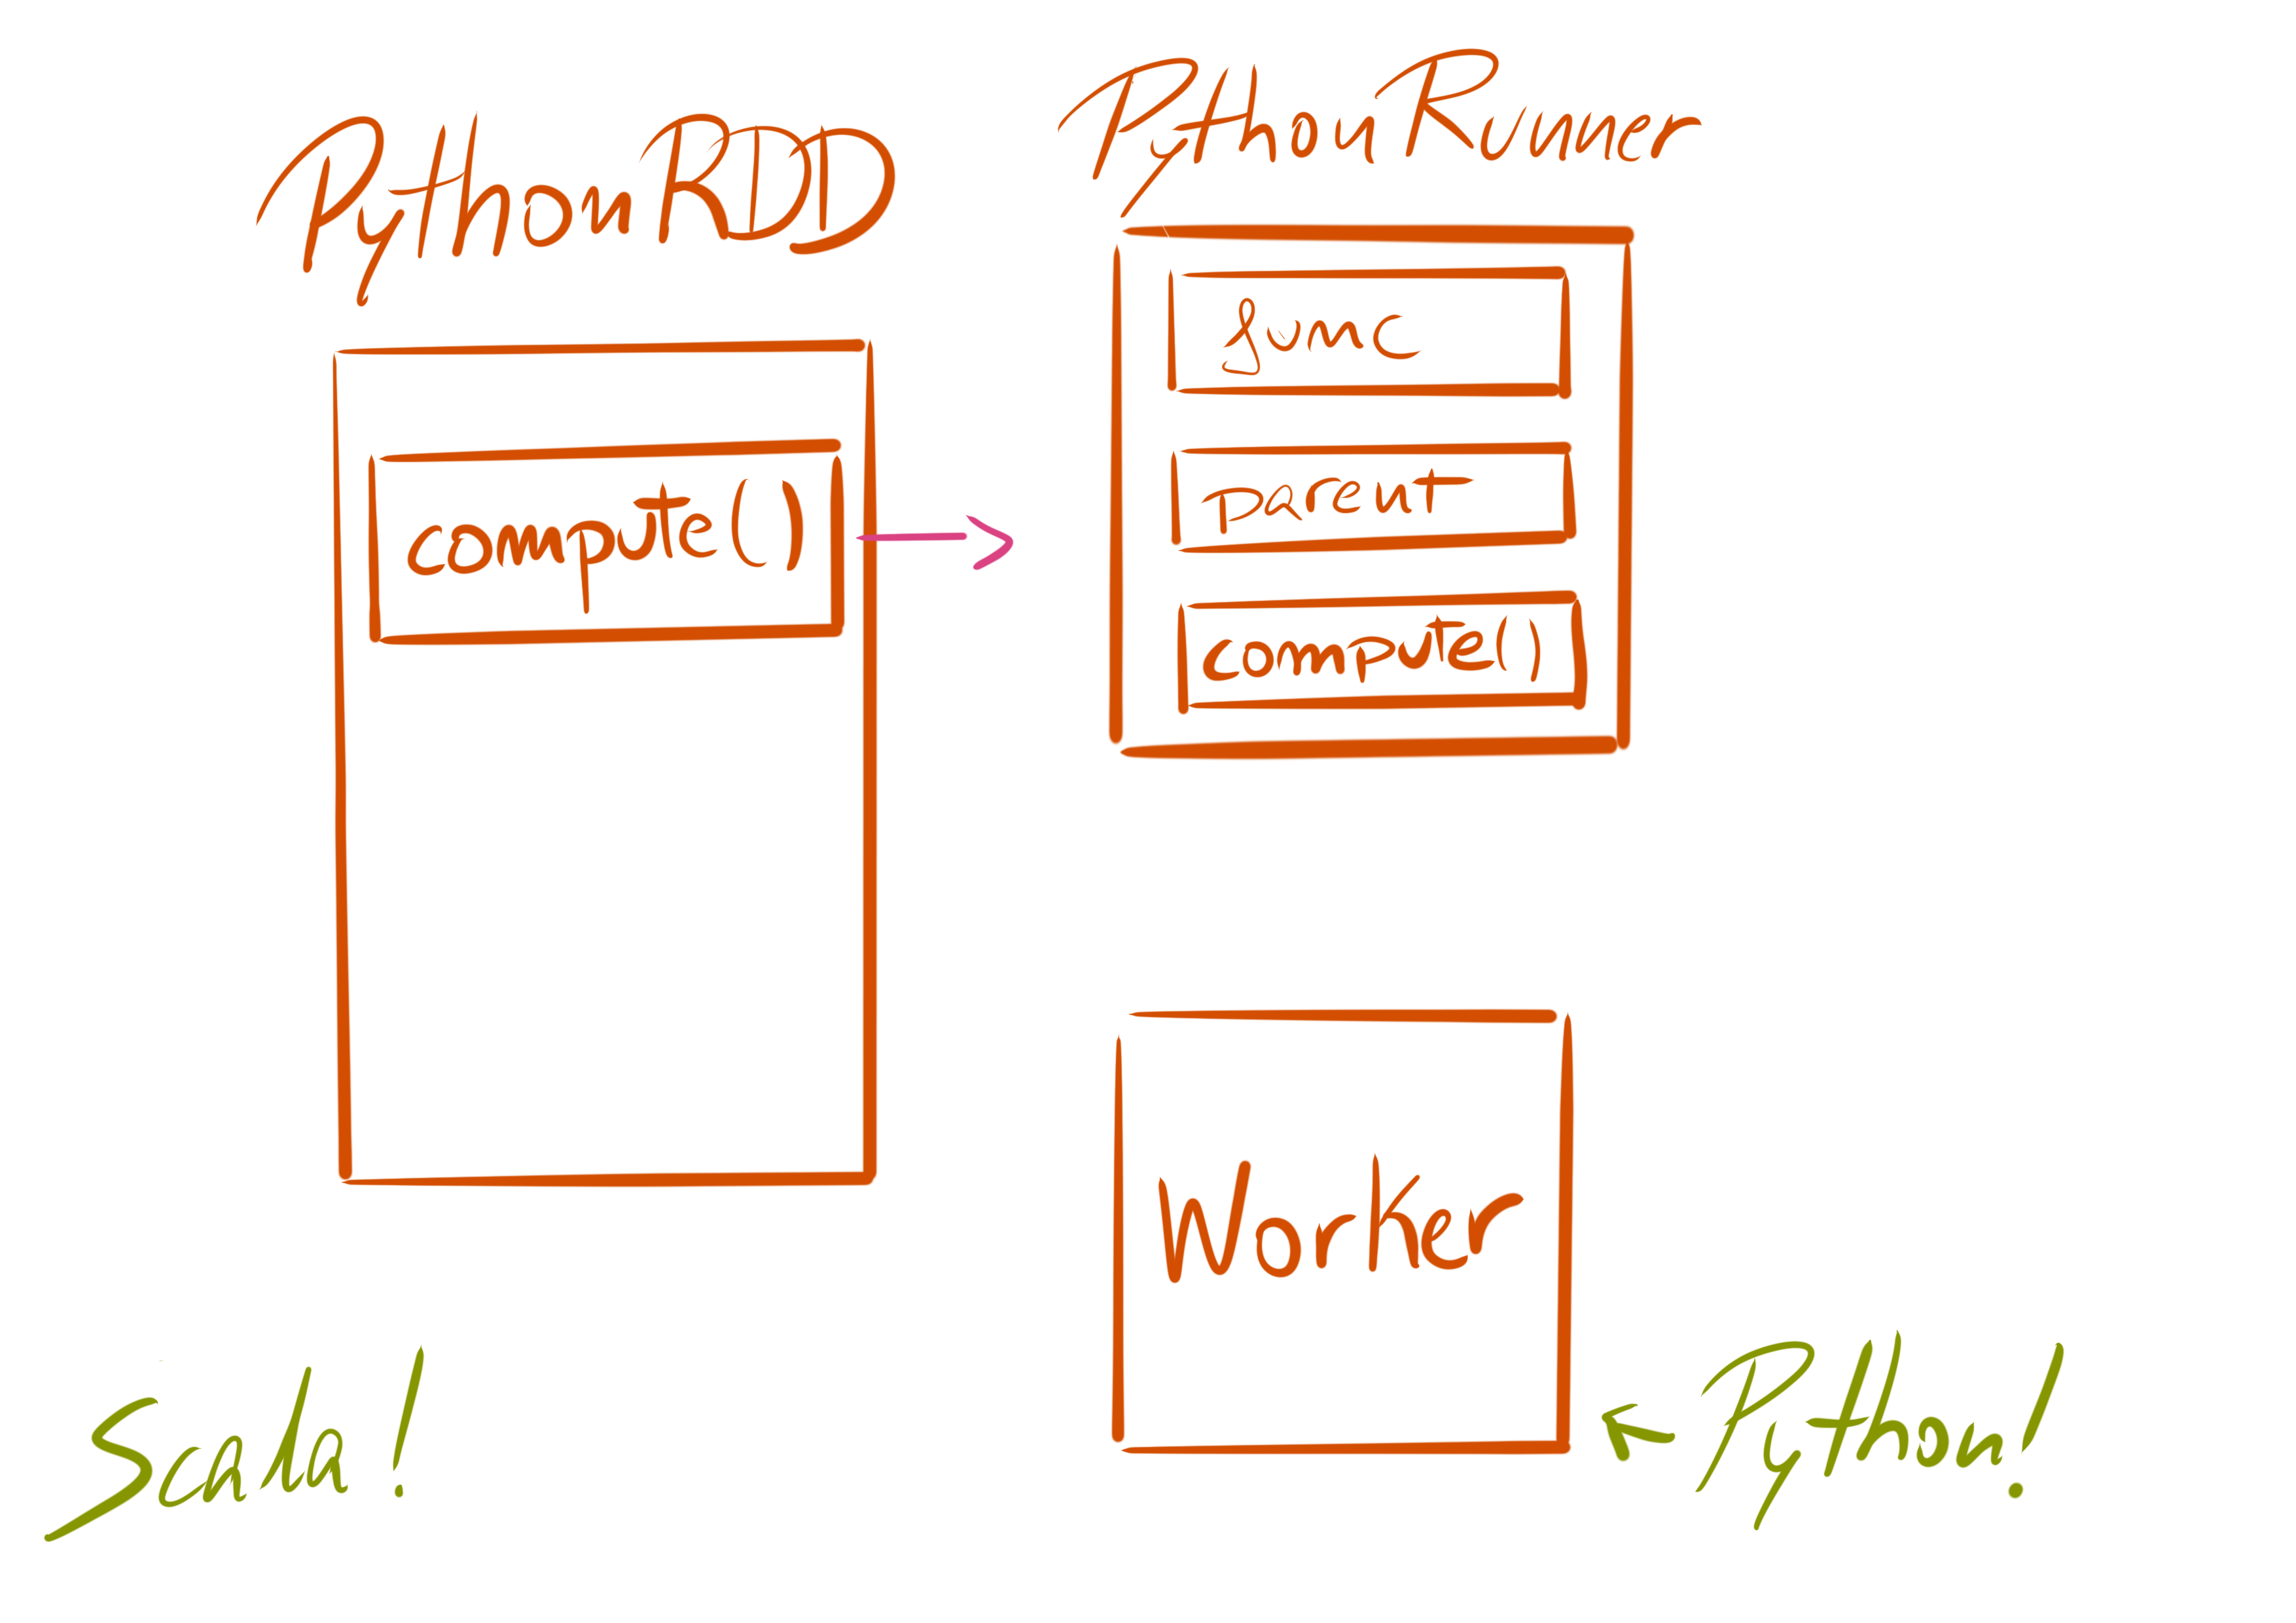 PythonRDD
compute()
PythonRunner
func
parent
compute()
Worker
Scala!
Python!